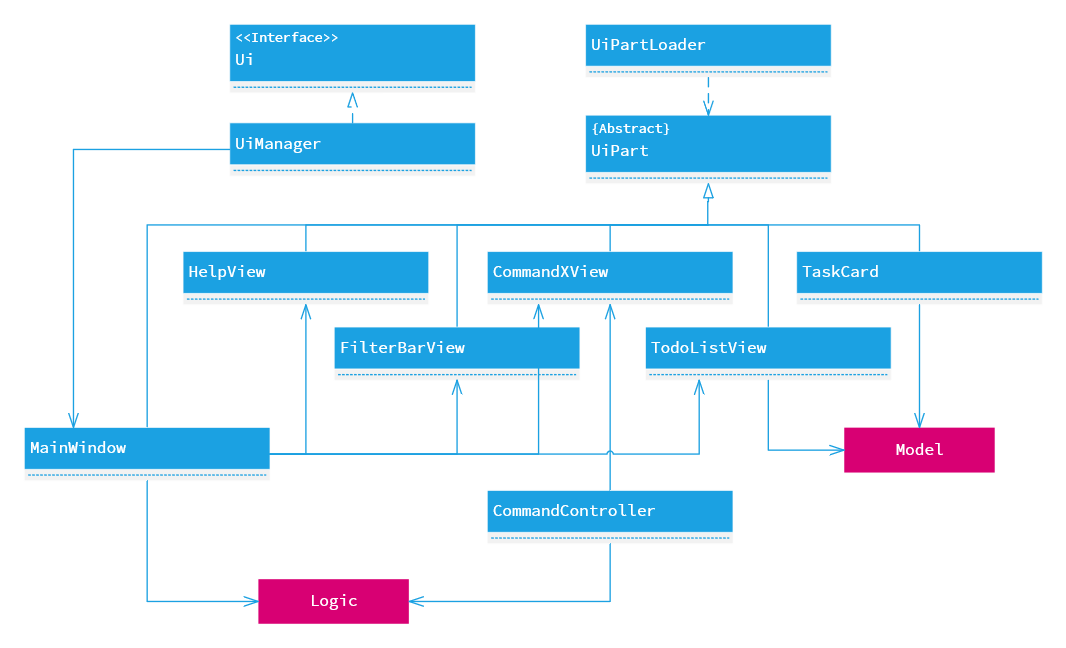 <<Interface>>
Ui
UiPartLoader
UiManager
{Abstract}
UiPart
HelpView
CommandXView
TaskCard
FilterBarView
TodoListView
MainWindow
Model
CommandController
Logic